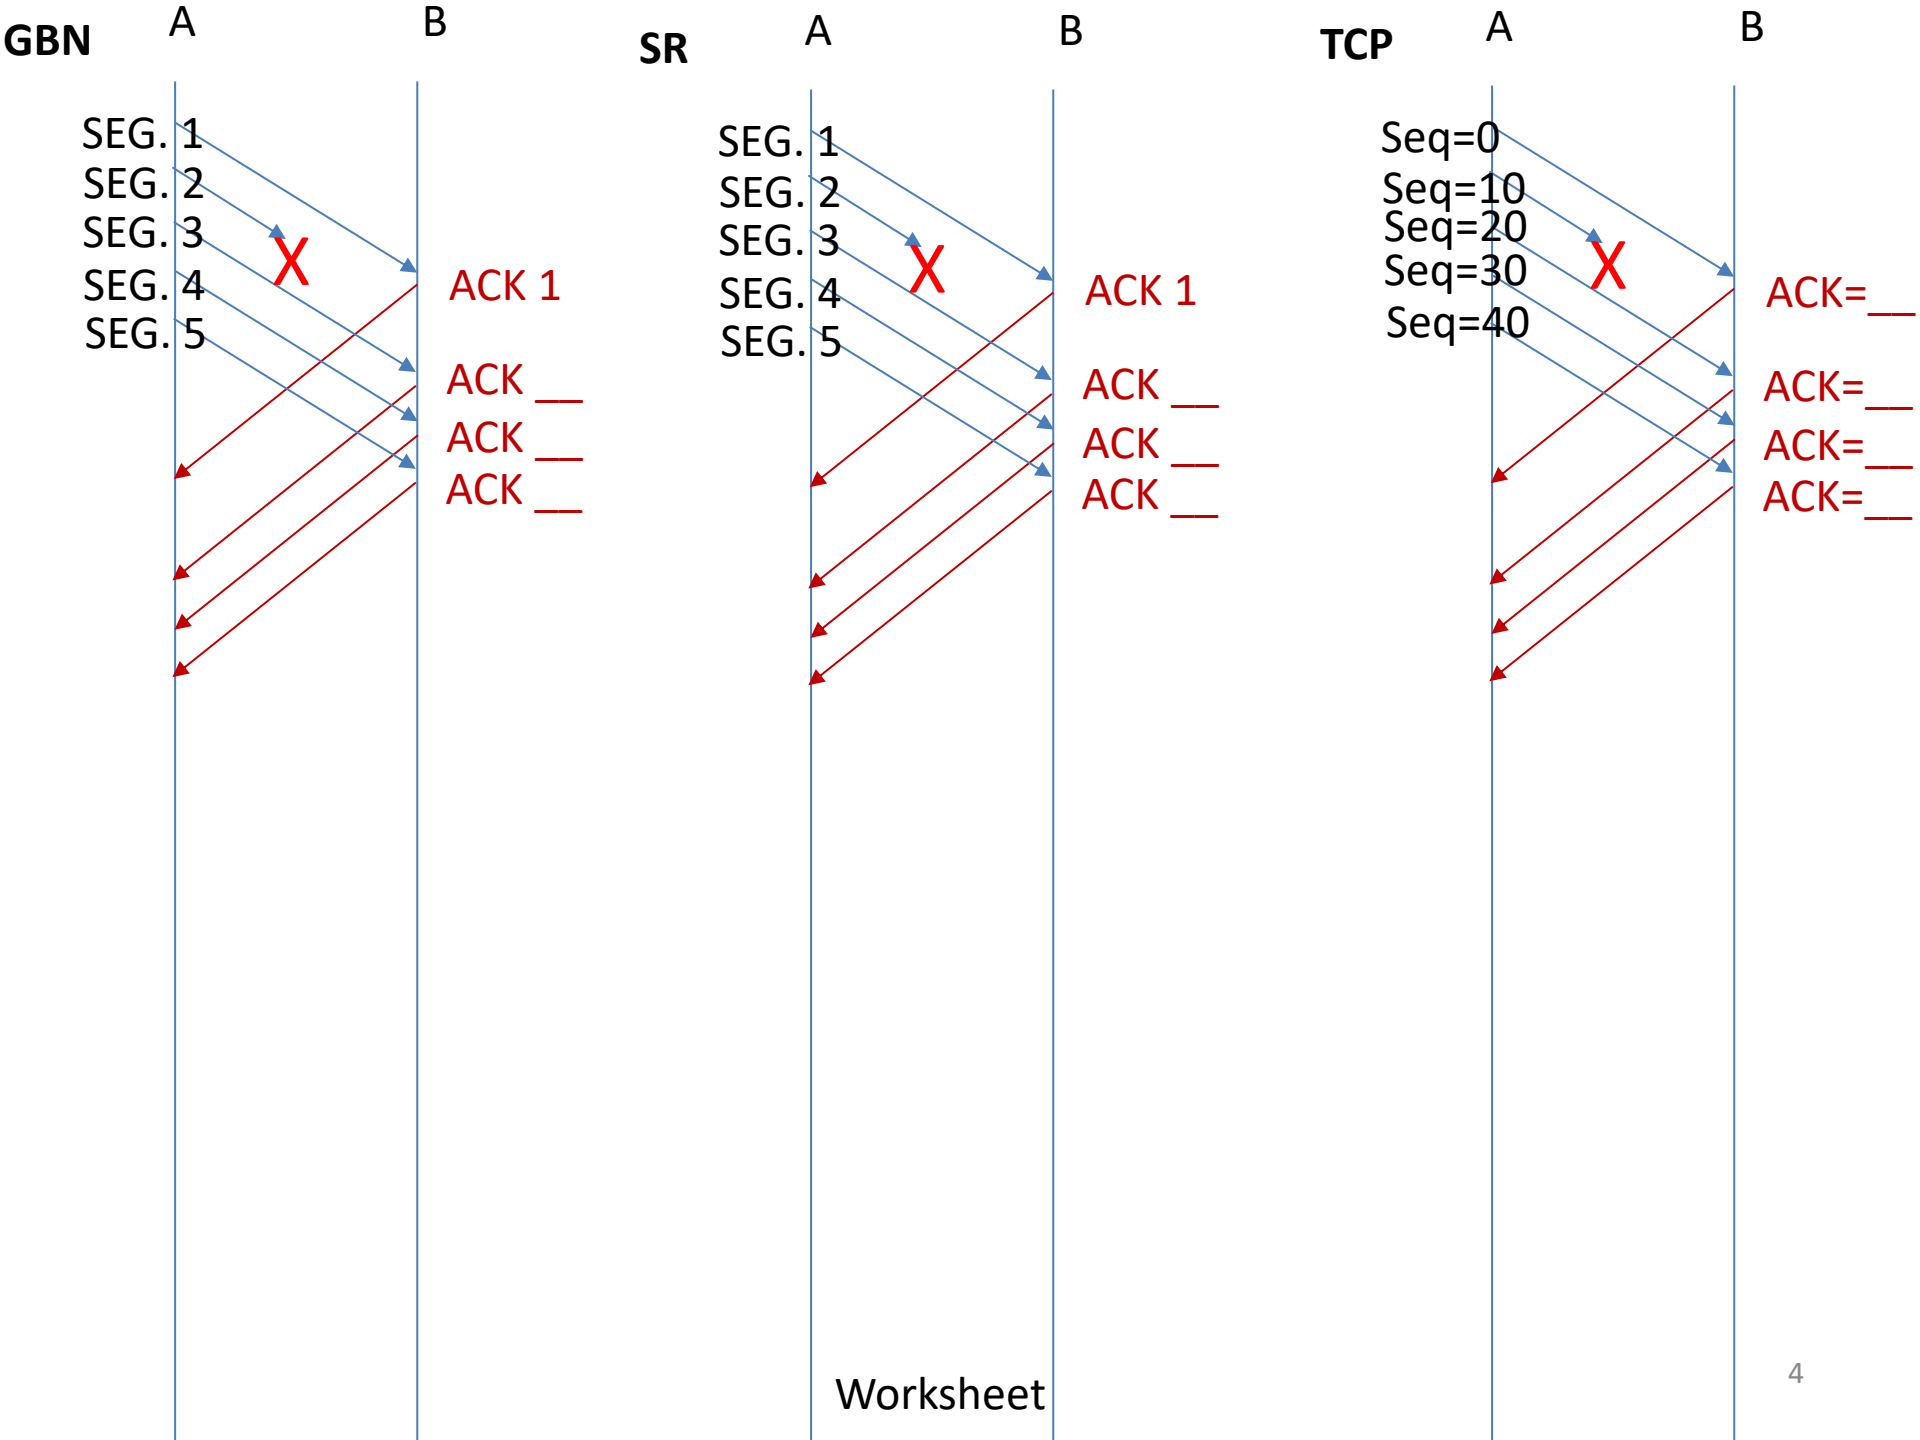 GBN
A
B
SEG. 1
SEG. 2
SEG. 3
SEG. 4
SEG. 5
X
ACK 1
ACK __
ACK __
ACK __
SR
A
B
SEG. 1
SEG. 2
SEG. 3
SEG. 4
SEG. 5
X
ACK 1
ACK __
ACK __
ACK __
TCP
A
B
Seq=0
Seq=10
Seq=20
Seq=30
Seq=40
X
ACK=__
ACK=__
ACK=__
ACK=__
Worksheet
4